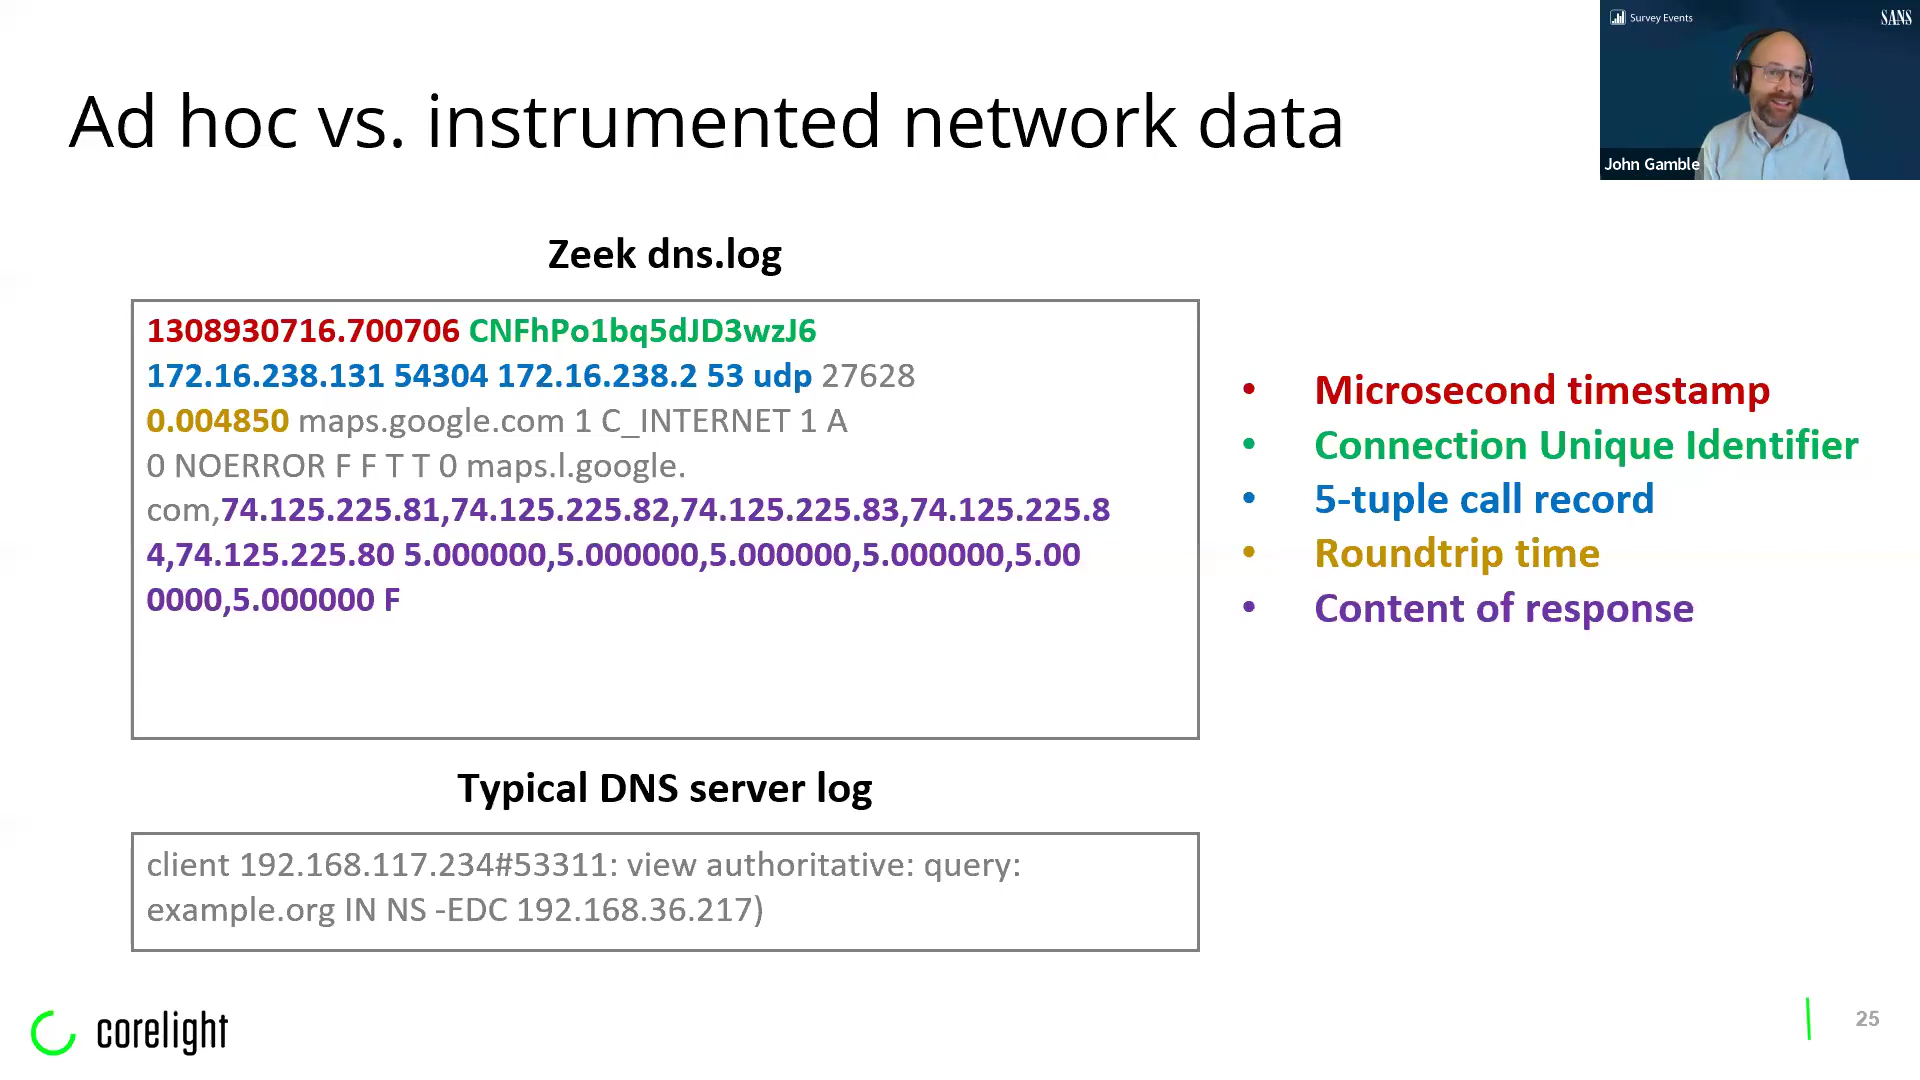 Survey Events
SANS
John Gamble
Ad hoc vs. instrumented network data
Zeek dns.log
1308930716.700706 CNFhPo1bq5dJD3wzJ6
172.16.238.131 54304 172.16.238.2 53 udp 27628
0.004850 maps.google.com 1 C_INTERNET 1 A
0 NOERROR F F T T 0 maps.l.google.
com,74.125.225.81,74.125.225.82,74.125.225.83,74.125.225.8
4,74.125.225.80 5.000000,5.000000,5.000000,5.000000,5.00
0000,5.000000 F
• Microsecond timestamp
• Connection Unique Identifier
• 5-tuple call record
• Roundtrip time
• Content of response
Typical DNS server log
client 192.168.117.234#53311: view authoritative: query:
example.org IN NS -EDC 192.168.36.217)
corelight
25